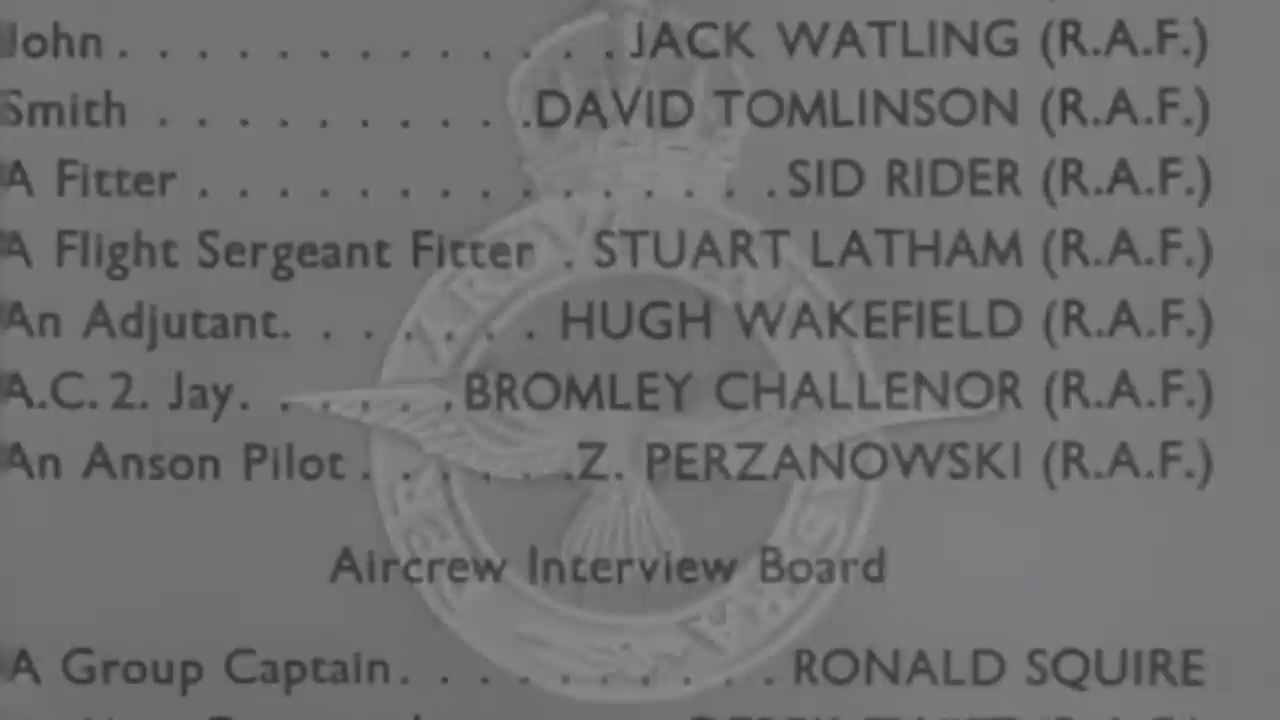 John . . . . . . . . . . . . . JACK WATLING (R.A.F.)
Smith . . . . . . . . . . DAVID TOMLINSON (R.A.F.)
A Fitter . . . . . . . . . . . . . . . SID RIDER (R.A.F.)
A Flight Sergeant Fitter . STUART LATHAM (R.A.F.)
An Adjutant. . . . . . . HUGH WAKEFIELD (R.A.F.)
A.C. 2. Jay. . . . . . BROMLEY CHALLENOR (R.A.F.)
An Anson Pilot . . . . . . Z. PERZANOWSKI (R.A.F.)
Aircrew Interview Board
A Group Captain. . . . . . . . . . RONALD SQUIRE